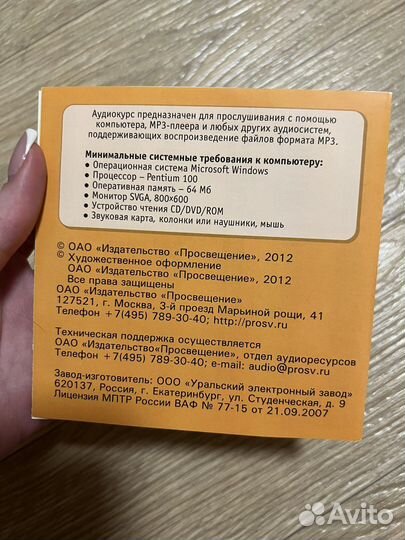 Аудиокурс предназначен для прослушивания с помощью
компьютера, MP3-плеера и любых других аудиосистем,
поддерживающих воспроизведение файлов формата MP3.
Минимальные системные требования к компьютеру:
• Операционная система Microsoft Windows
• Процессор – Pentium 100
• Оперативная память – 64 Мб
• Монитор SVGA, 800х600
• Устройство чтения CD/DVD/ROM
• Звуковая карта, колонки или наушники, мышь
© ОАО «Издательство «Просвещение», 2012
© Художественное оформление
ОАО «Издательство «Просвещение», 2012
Все права защищены
ОАО «Издательство «Просвещение»
127521, г. Москва, 3-й проезд Марьиной рощи, 41
Телефон +7(495) 789-30-40; http://prosv.ru
Техническая поддержка осуществляется
ОАО «Издательство«Просвещение», отдел аудиоресурсов
Телефон +7(495) 789-30-40; e-mail: audio@prosv.ru
Завод-изготовитель: ООО «Уральский электронный завод»
620137, Россия, г. Екатеринбург, ул. Студенческая, д. 9
Лицензия МПТР России ВАФ № 77-15 от 21.09.2007
Avito